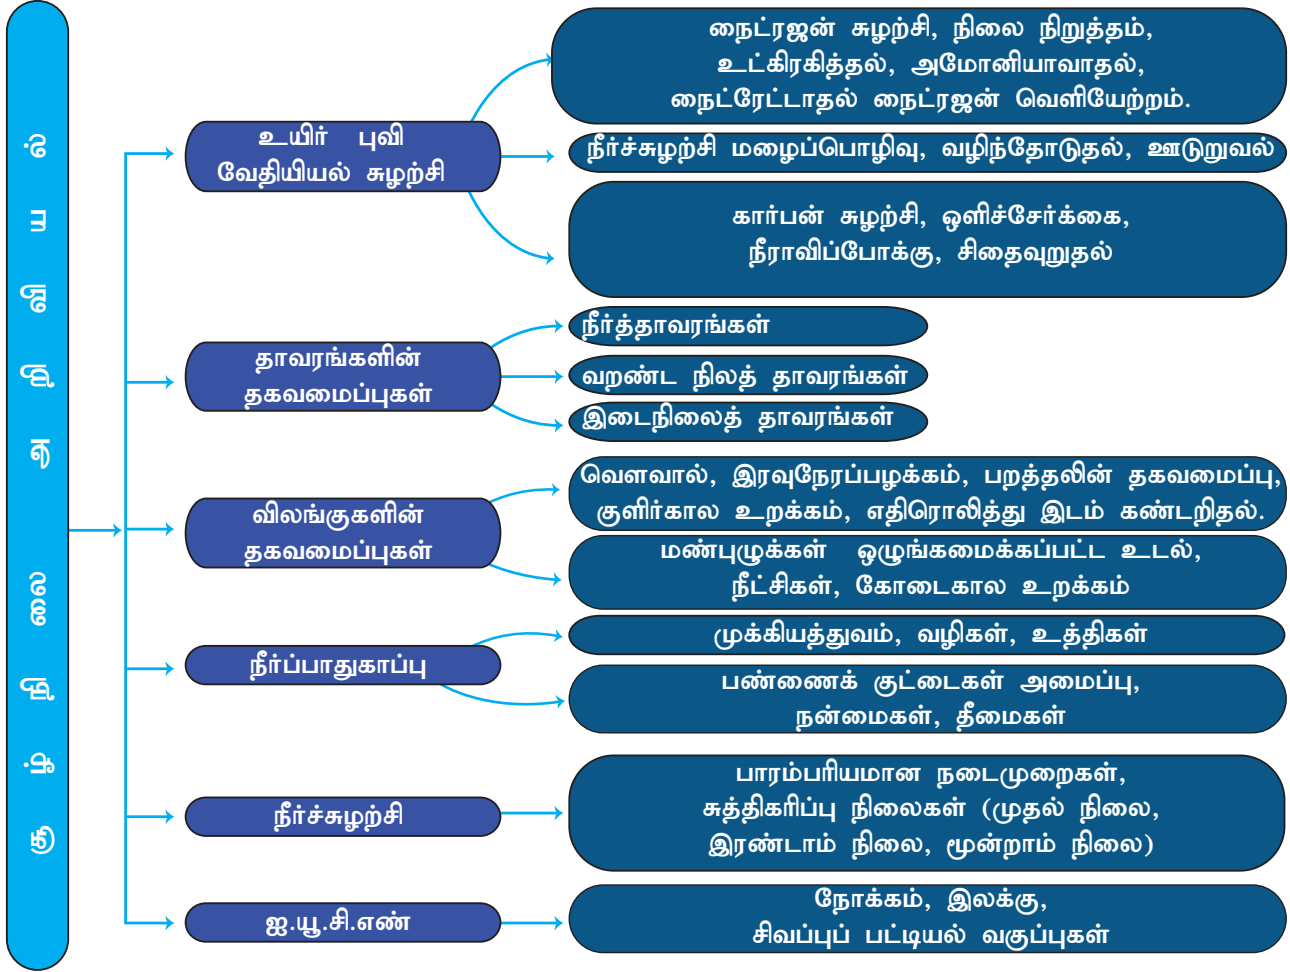 சூழ்நிலை அறிவியல்
உயிர் புவி
வேதியியல் சுழற்சி
நைட்ரஜன் சுழற்சி, நிலை நிறுத்தம்,
உட்கிரகித்தல், அமோனியாவாதல்,
நைட்ரேட்டாதல் நைட்ரஜன் வெளியேற்றம்.
நீர்ச்சுழற்சி மழைப்பொழிவு, வழிந்தோடுதல், ஊடுறுவல்
கார்பன் சுழற்சி, ஒளிச்சேர்க்கை,
நீராவிப்போக்கு, சிதைவுறுதல்
தாவரங்களின்
தகவமைப்புகள்
நீர்த்தாவரங்கள்
வறண்ட நிலத் தாவரங்கள்
இடைநிலைத் தாவரங்கள்
விலங்குகளின்
தகவமைப்புகள்
வௌவால், இரவுநேரப்பழக்கம், பறத்தலின் தகவமைப்பு,
குளிர்கால உறக்கம், எதிரொலித்து இடம் கண்டறிதல்.
மண்புழுக்கள் ஒழுங்கமைக்கப்பட்ட உடல்,
நீட்சிகள், கோடைகால உறக்கம்
நீர்ப்பாதுகாப்பு
முக்கியத்துவம், வழிகள், உத்திகள்
பண்ணைக் குட்டைகள் அமைப்பு,
நன்மைகள், தீமைகள்
நீர்ச்சுழற்சி
பாரம்பரியமான நடைமுறைகள்,
சுத்திகரிப்பு நிலைகள் (முதல் நிலை,
இரண்டாம் நிலை, மூன்றாம் நிலை)
ஐ.யூ.சி.எண்
நோக்கம், இலக்கு,
சிவப்புப் பட்டியல் வகுப்புகள்